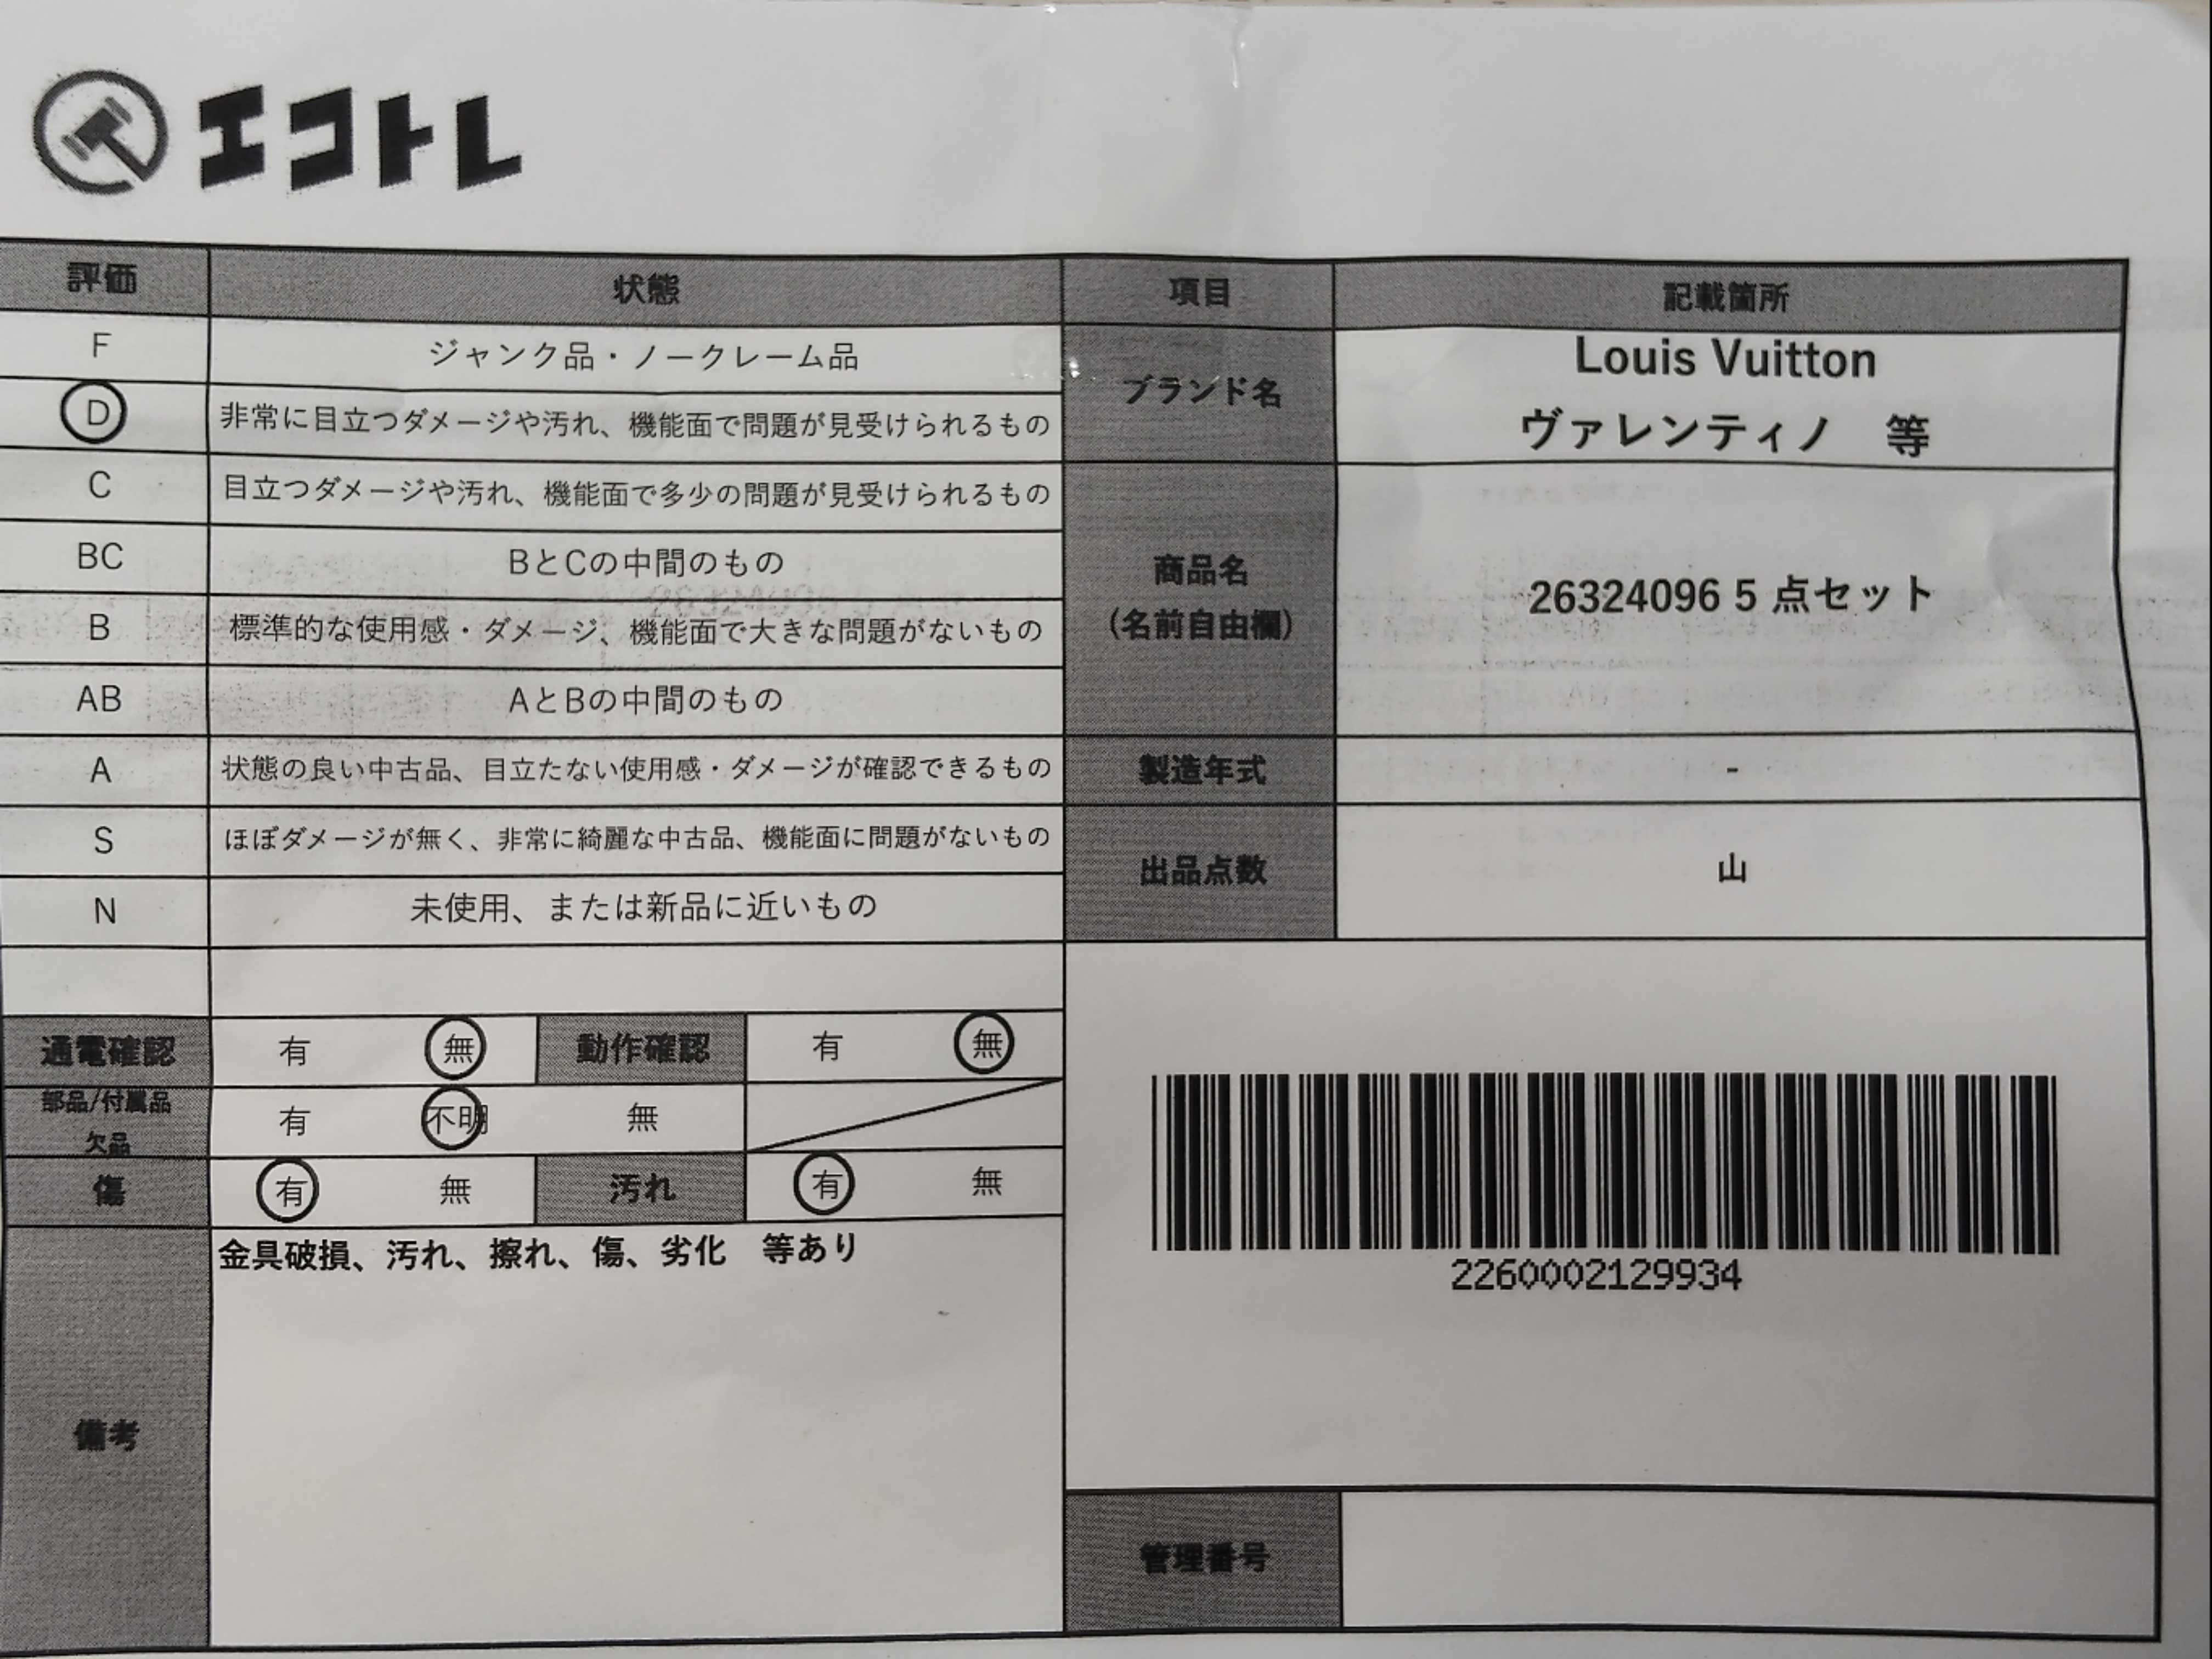 エコトレ
評価 状態 項目 記載箇所
F ジャンク品・ノークレーム品
D 非常に目立つダメージや汚れ、機能面で問題が見受けられるもの
C 目立つダメージや汚れ、機能面で多少の問題が見受けられるもの
BC BとCの中間のもの
B 標準的な使用感・ダメージ、機能面で大きな問題がないもの
AB AとBの中間のもの
A 状態の良い中古品、目立たない使用感・ダメージが確認できるもの
S ほぼダメージが無く、非常に綺麗な中古品、機能面に問題がないもの
N 未使用、または新品に近いもの
ブランド名
Louis Vuitton
ヴァレンティノ 等
商品名
(名前自由欄)
26324096 5 点セット
製造年式 -
出品点数 山
通電確認 有 無 動作確認 有 無
部品/付属品
欠品
有 不明 無
傷 有 無 汚れ 有 無
備考
金具破損、汚れ、擦れ、傷、劣化 等あり
2260002129934
管理番号